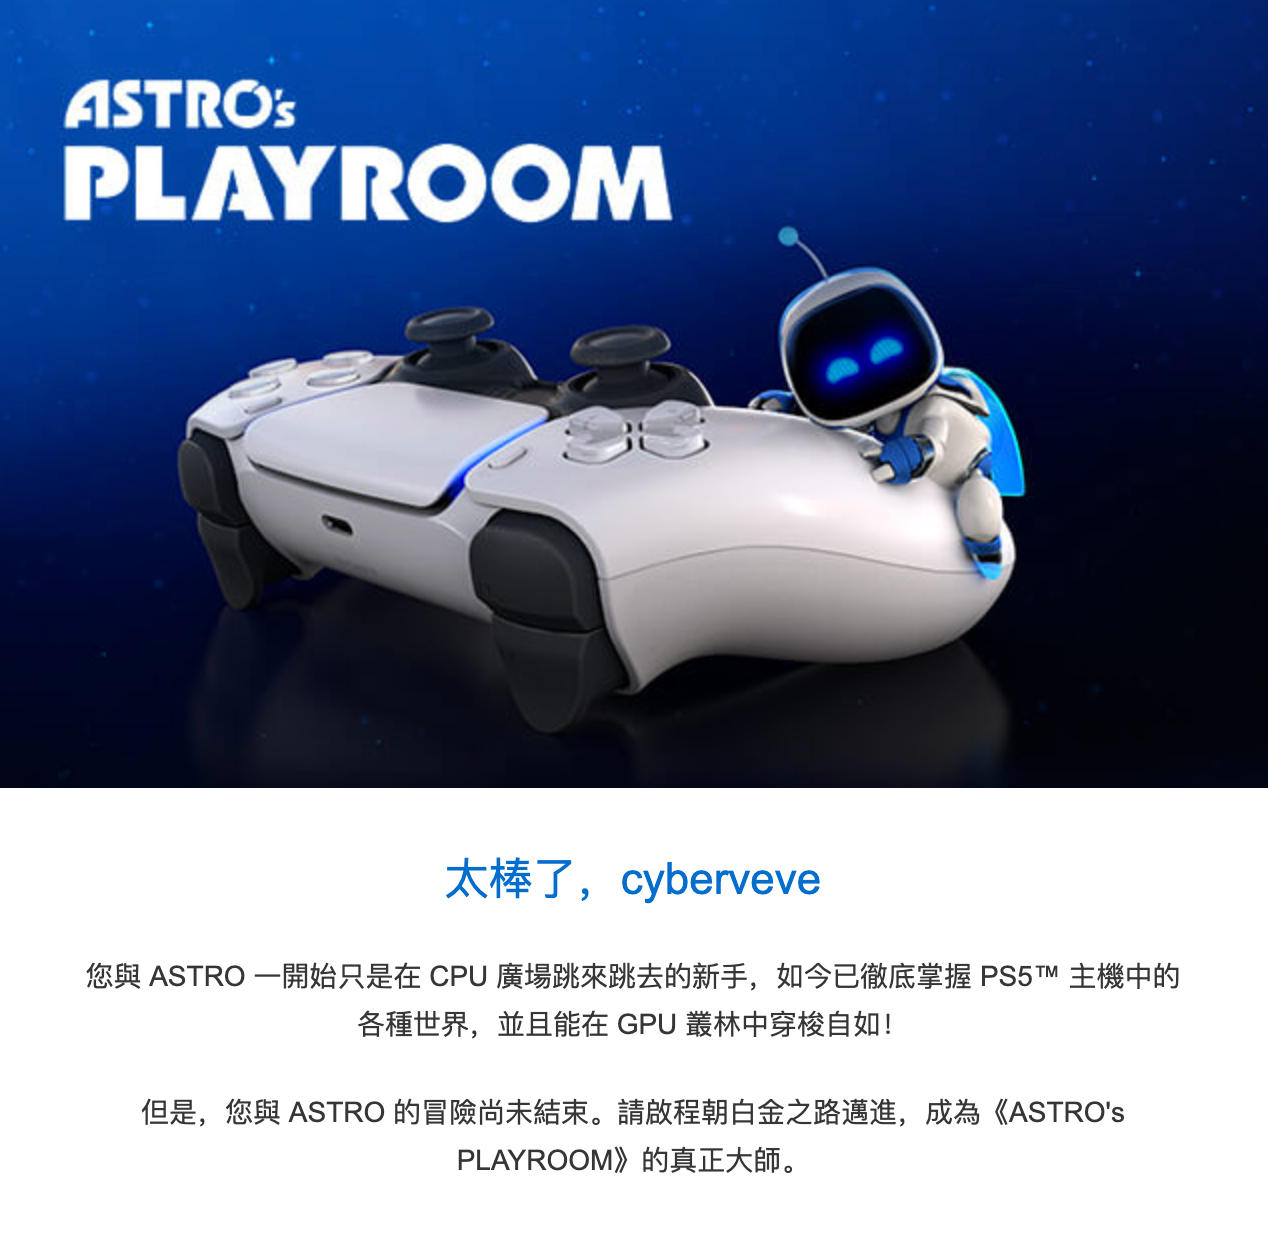 ASTRO's
PLAYROOM
太棒了，cyberveve
您與 ASTRO 一開始只是在 CPU 廣場跳來跳去的新手，如今已徹底掌握 PS5™ 主機中的
各種世界，並且能在 GPU 叢林中穿梭自如！
但是，您與 ASTRO 的冒險尚未結束。請啟程朝白金之路邁進，成為《ASTRO's
PLAYROOM》的真正大師。